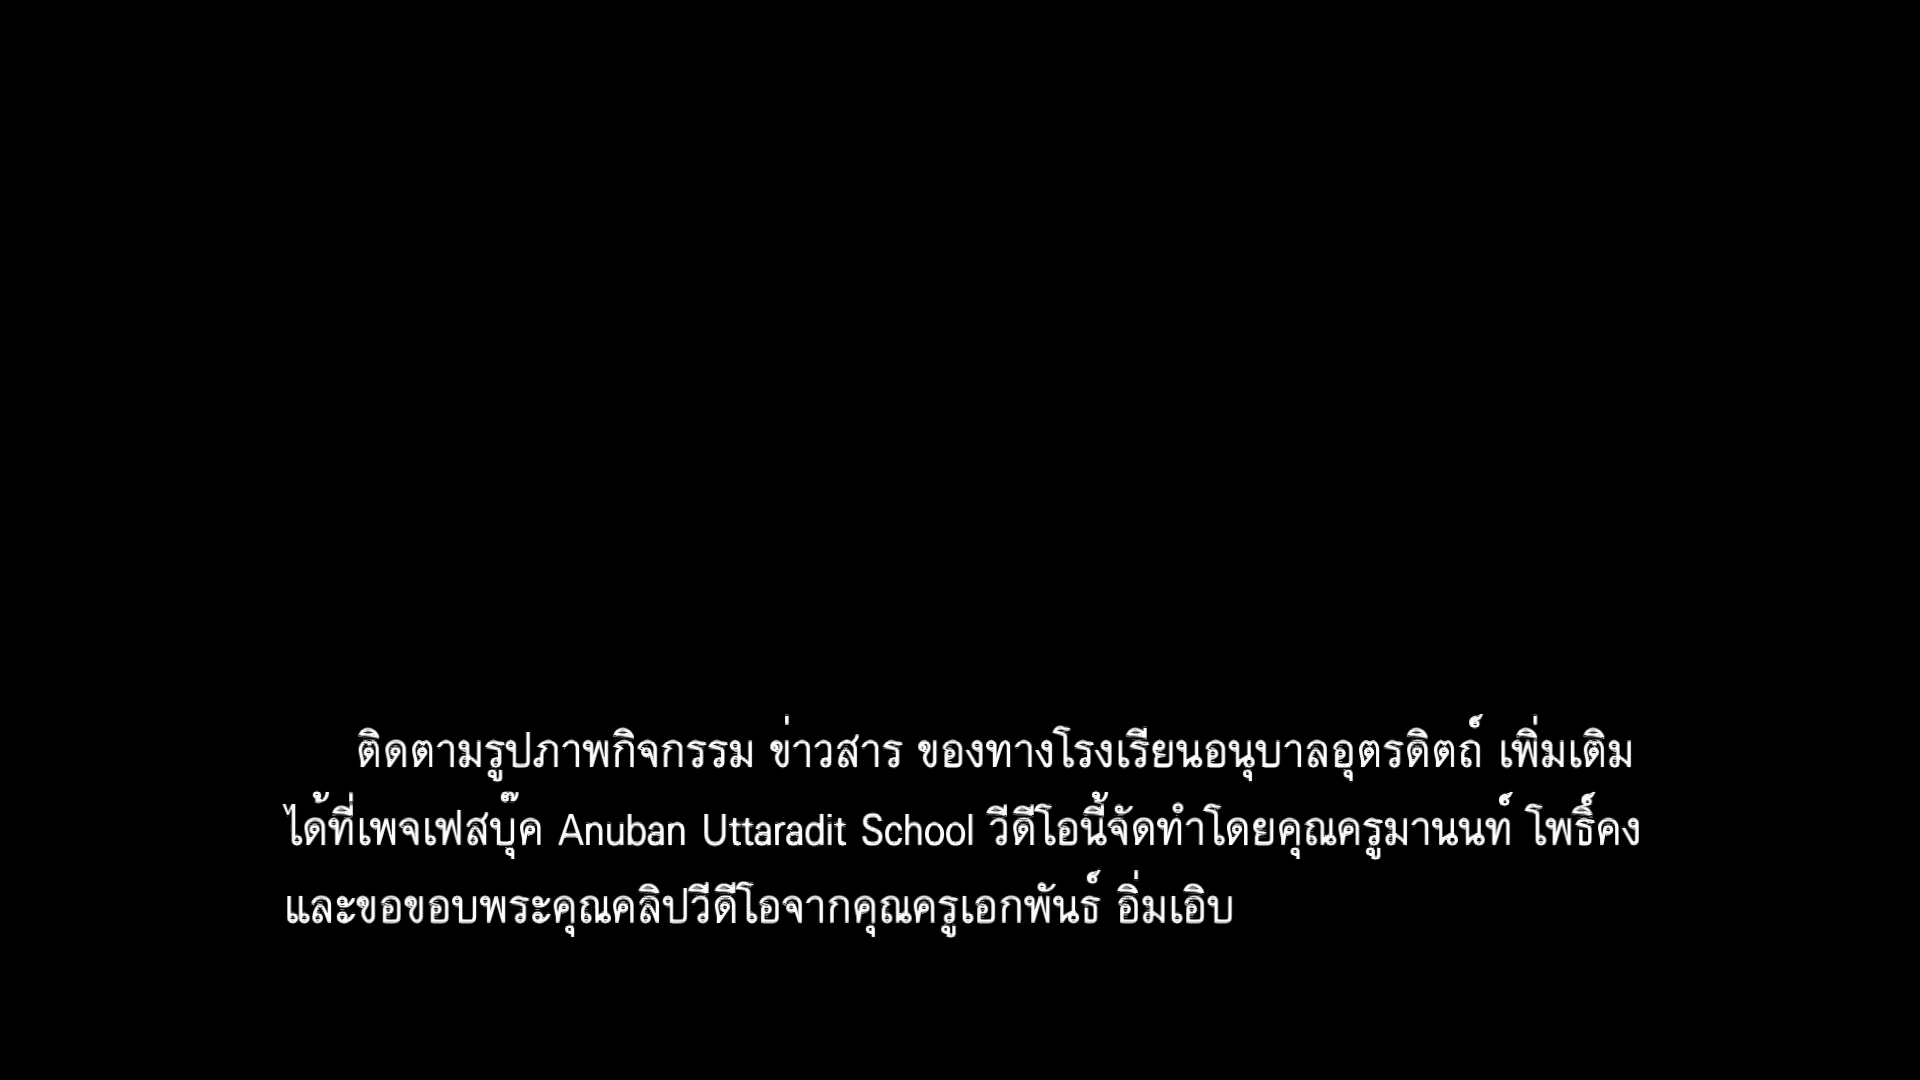 ติดตามรูปภาพกิจกรรม ข่าวสาร ของทางโรงเรียนอนุบาลอุตรดิตถ์ เพิ่มเติม
ได้ที่เพจเฟสบุ๊ค Anuban Uttaradit School วีดีโอนี้จัดทำโดยคุณครูมานนท์ โพธิ์คง
และขอขอบพระคุณคลิปวีดีโอจากคุณครูเอกพันธ์ อิ่มเอิบ